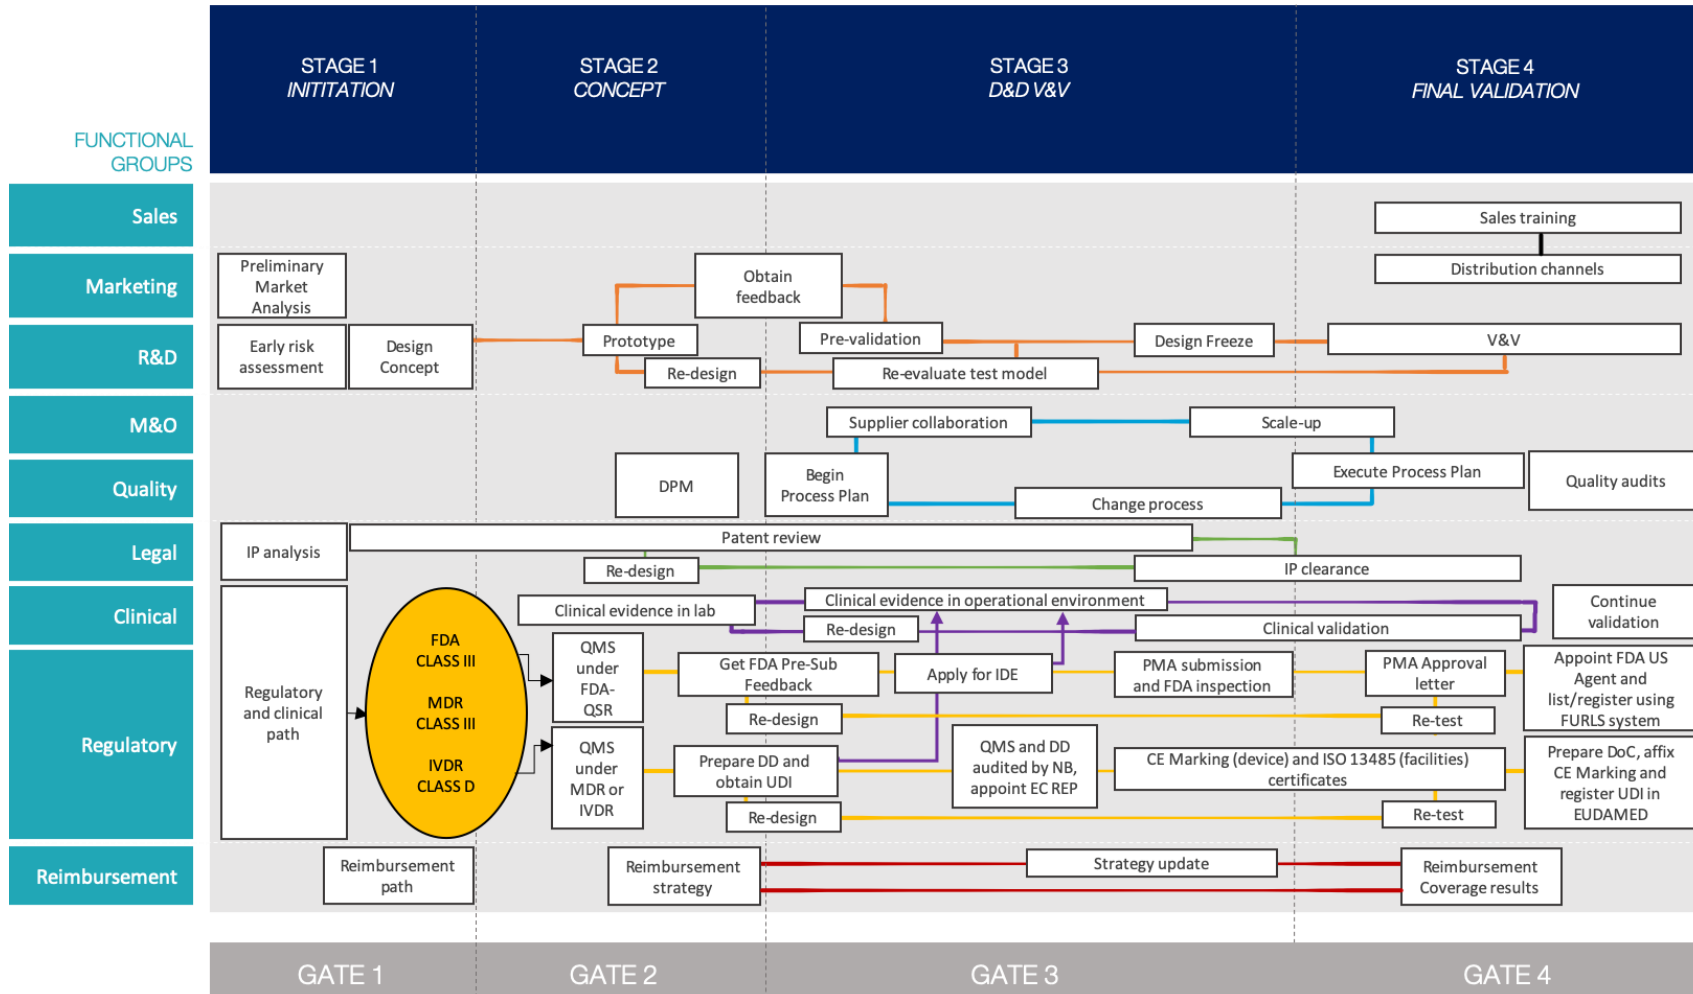 STAGE 1
INITITATION
STAGE 2
CONCEPT
STAGE 3
D&D V&V
STAGE 4
FINAL VALIDATION
FUNCTIONAL
GROUPS
Sales
Sales training
Marketing
Preliminary
Market
Analysis
Obtain
feedback
Distribution channels
R&D
Early risk
assessment
Design
Concept
Prototype
Re-design
Pre-validation
Re-evaluate test model
Design Freeze
V&V
M&O
Supplier collaboration
Scale-up
Quality
DPM
Begin
Process Plan
Change process
Execute Process Plan
Quality audits
Legal
IP analysis
Patent review
Re-design
IP clearance
Clinical
Clinical evidence in lab
Clinical evidence in operational environment
Re-design
Clinical validation
Continue
validation
Regulatory
Regulatory
and clinical
path
FDA
CLASS III
MDR
CLASS III
IVDR
CLASS D
QMS
under
FDA-
QSR
Get FDA Pre-Sub
Feedback
Apply for IDE
PMA submission
and FDA inspection
PMA Approval
letter
Appoint FDA US
Agent and
list/register using
FURLS system
Re-design
Re-test
QMS
under
MDR or
IVDR
Prepare DD and
obtain UDI
QMS and DD
audited by NB,
appoint EC REP
CE Marking (device) and ISO 13485 (facilities)
certificates
Prepare DoC, affix
CE Marking and
register UDI in
EUDAMED
Re-design
Re-test
Reimbursement
Reimbursement
path
Reimbursement
strategy
Strategy update
Reimbursement
Coverage results
GATE 1
GATE 2
GATE 3
GATE 4